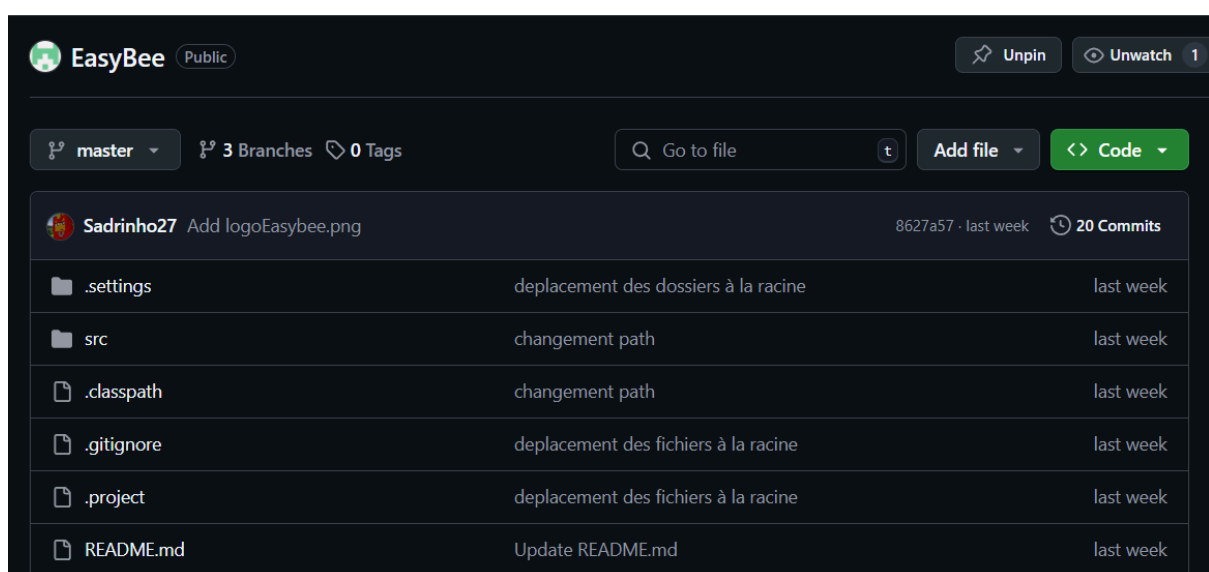 EasyBee Public Unpin Unwatch 1
master 3 Branches 0 Tags Go to file t Add file Code
Sadrinho27 Add logoEasybee.png 8627a57 · last week 20 Commits
.settings deplacement des dossiers à la racine last week
src changement path last week
.classpath changement path last week
.gitignore deplacement des fichiers à la racine last week
.project deplacement des fichiers à la racine last week
README.md Update README.md last week